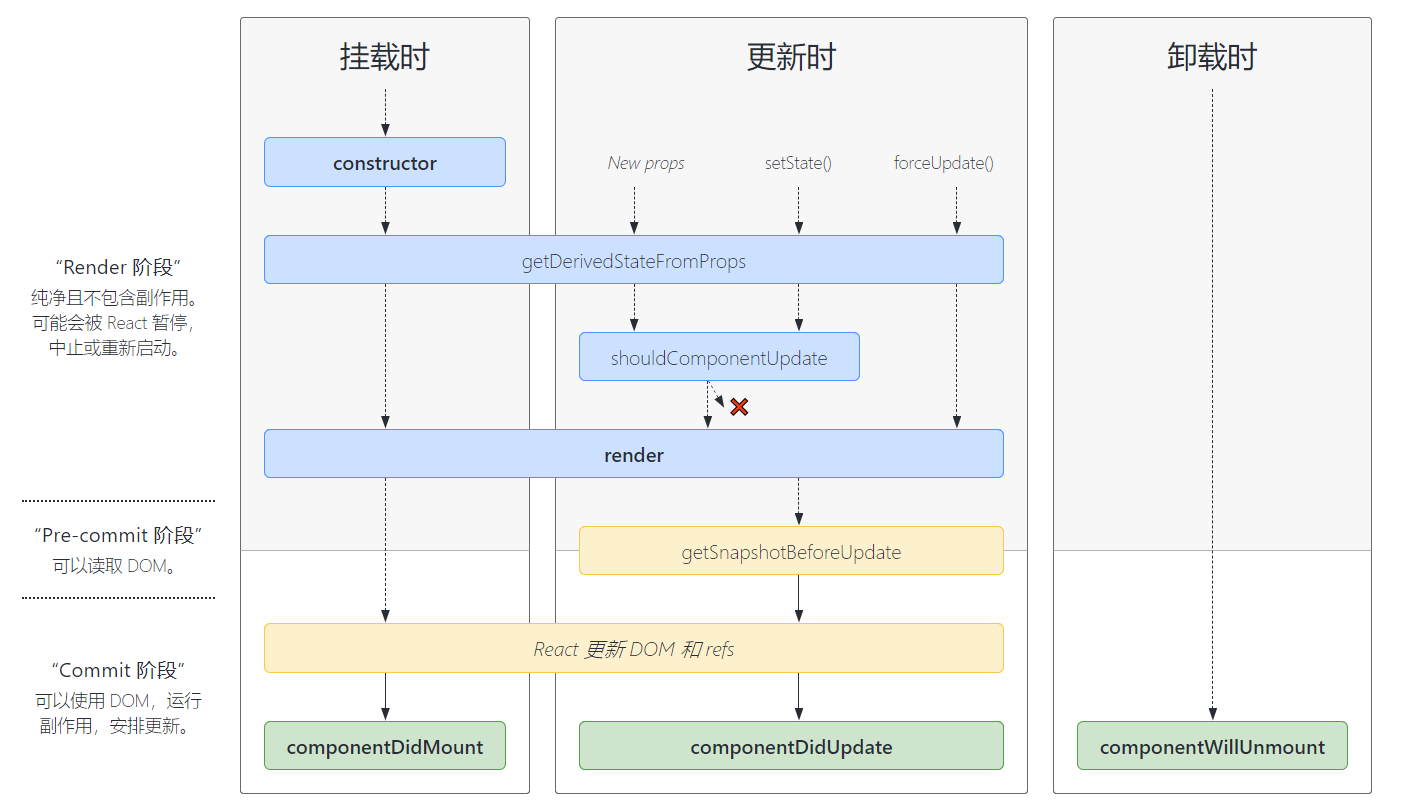 挂载时
更新时
卸载时
constructor
New props
setState()
forceUpdate()
getDerivedStateFromProps
“Render 阶段”
纯净且不包含副作用。
可能会被 React 暂停，
中止或重新启动。
shouldComponentUpdate
render
“Pre-commit 阶段”
可以读取 DOM。
getSnapshotBeforeUpdate
React 更新 DOM 和 refs
“Commit 阶段”
可以使用 DOM，运行
副作用，安排更新。
componentDidMount
componentDidUpdate
componentWillUnmount